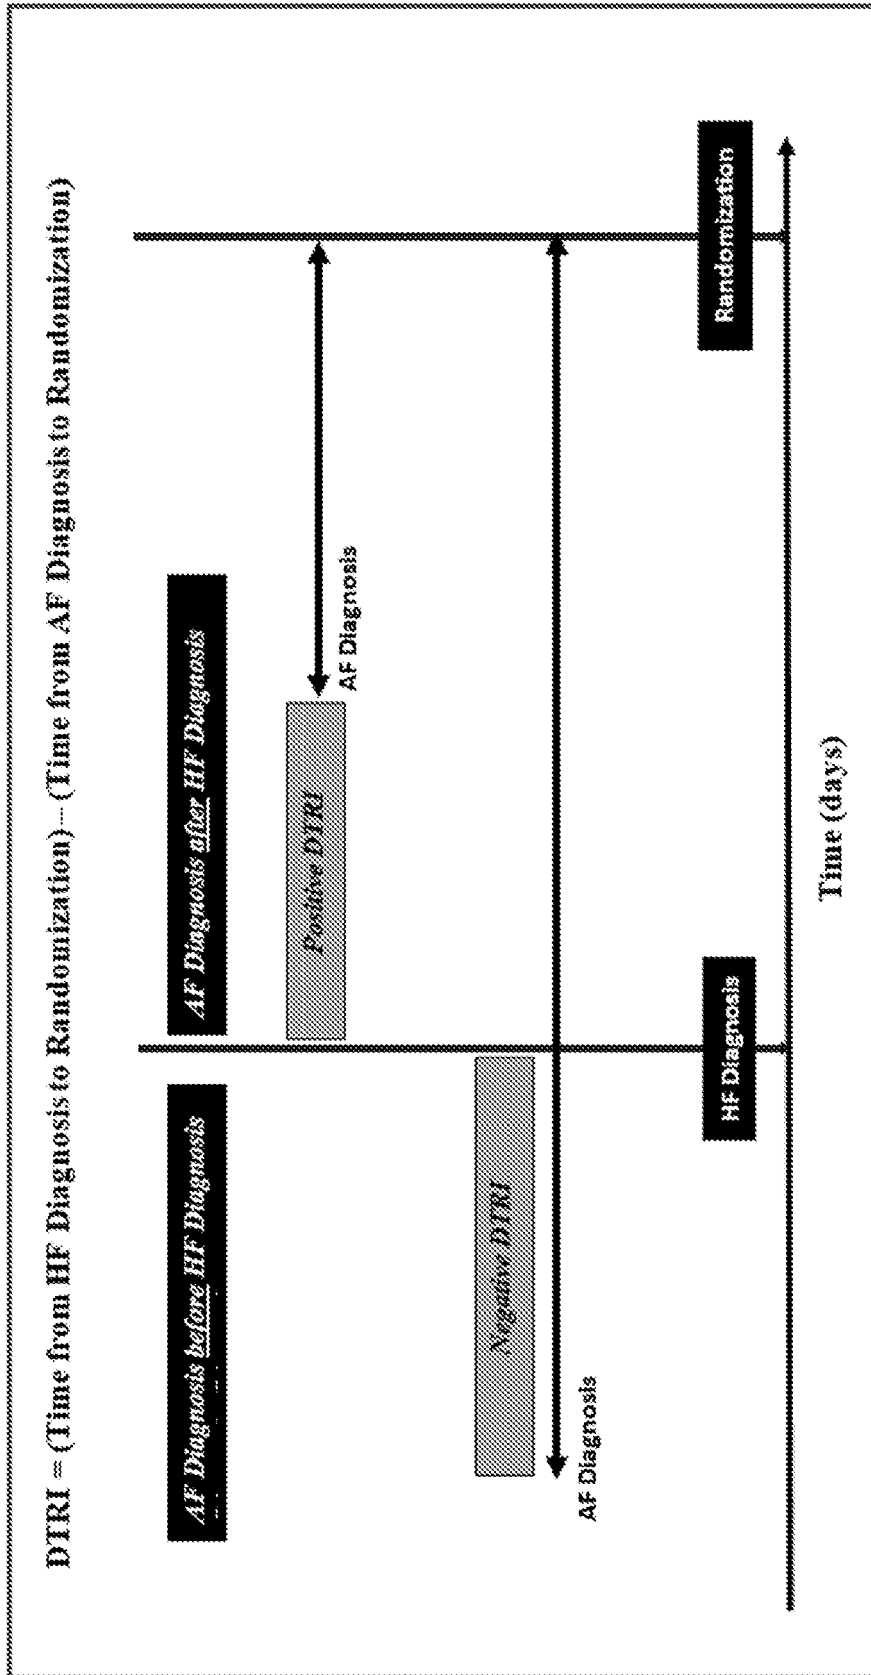 DTRI = (Time from HF Diagnosis to Randomization) – (Time from AF Diagnosis to Randomization)
AF Diagnosis before HF Diagnosis
AF Diagnosis after HF Diagnosis
Positive DTRI
AF Diagnosis
Negative DTRI
AF Diagnosis
HF Diagnosis
Randomization
Time (days)